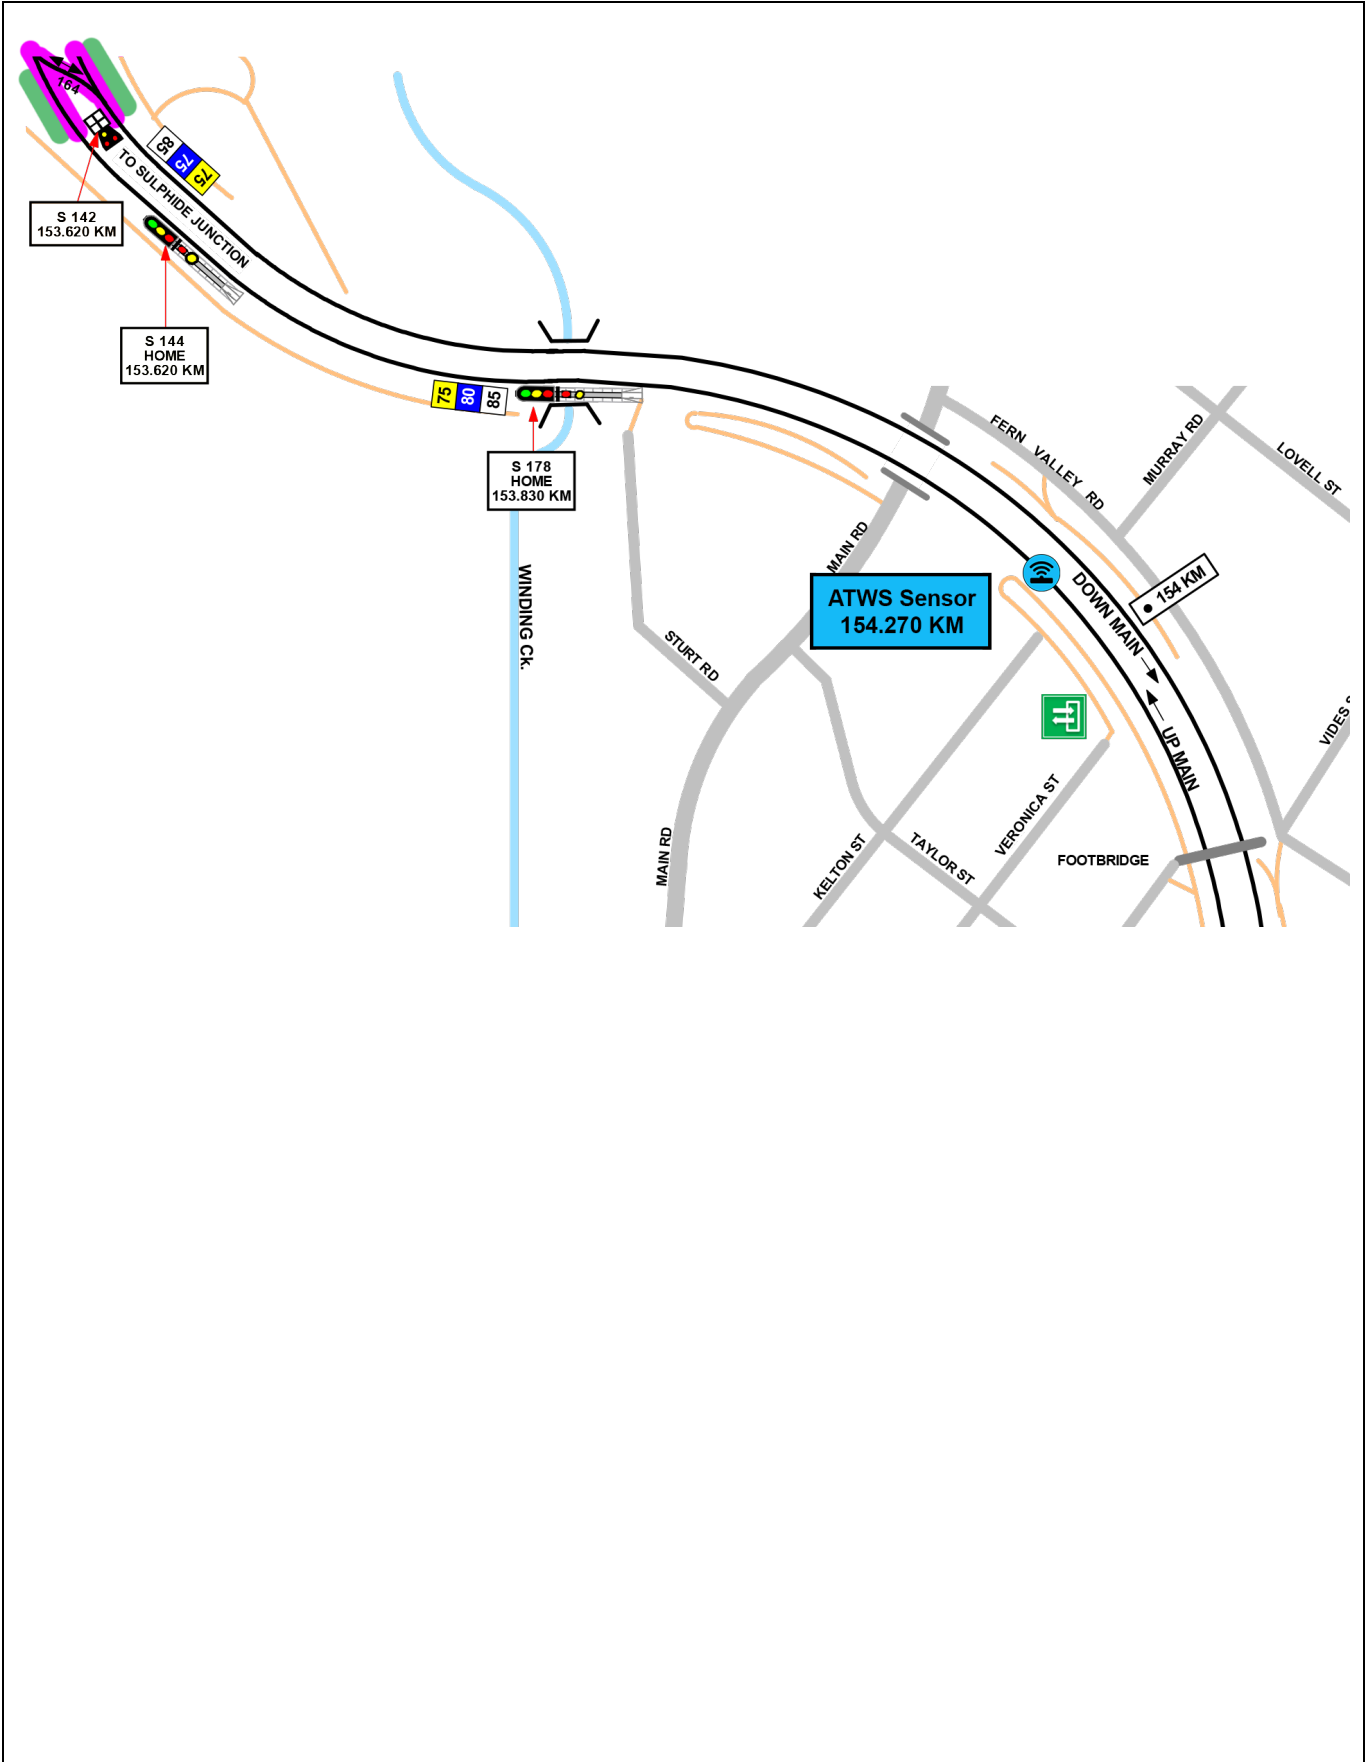 164
85
75
75
TO SULPHIDE JUNCTION
S 142
153.620 KM
S 144
HOME
153.620 KM
75
80
85
S 178
HOME
153.830 KM
WINDING Ck.
FERN VALLEY RD
MURRAY RD
LOVELL ST
MAIN RD
154 KM
DOWN MAIN
ATWS Sensor
154.270 KM
STURT RD
UP MAIN
VERONICA ST
MAIN RD
KELTON ST
TAYLOR ST
FOOTBRIDGE